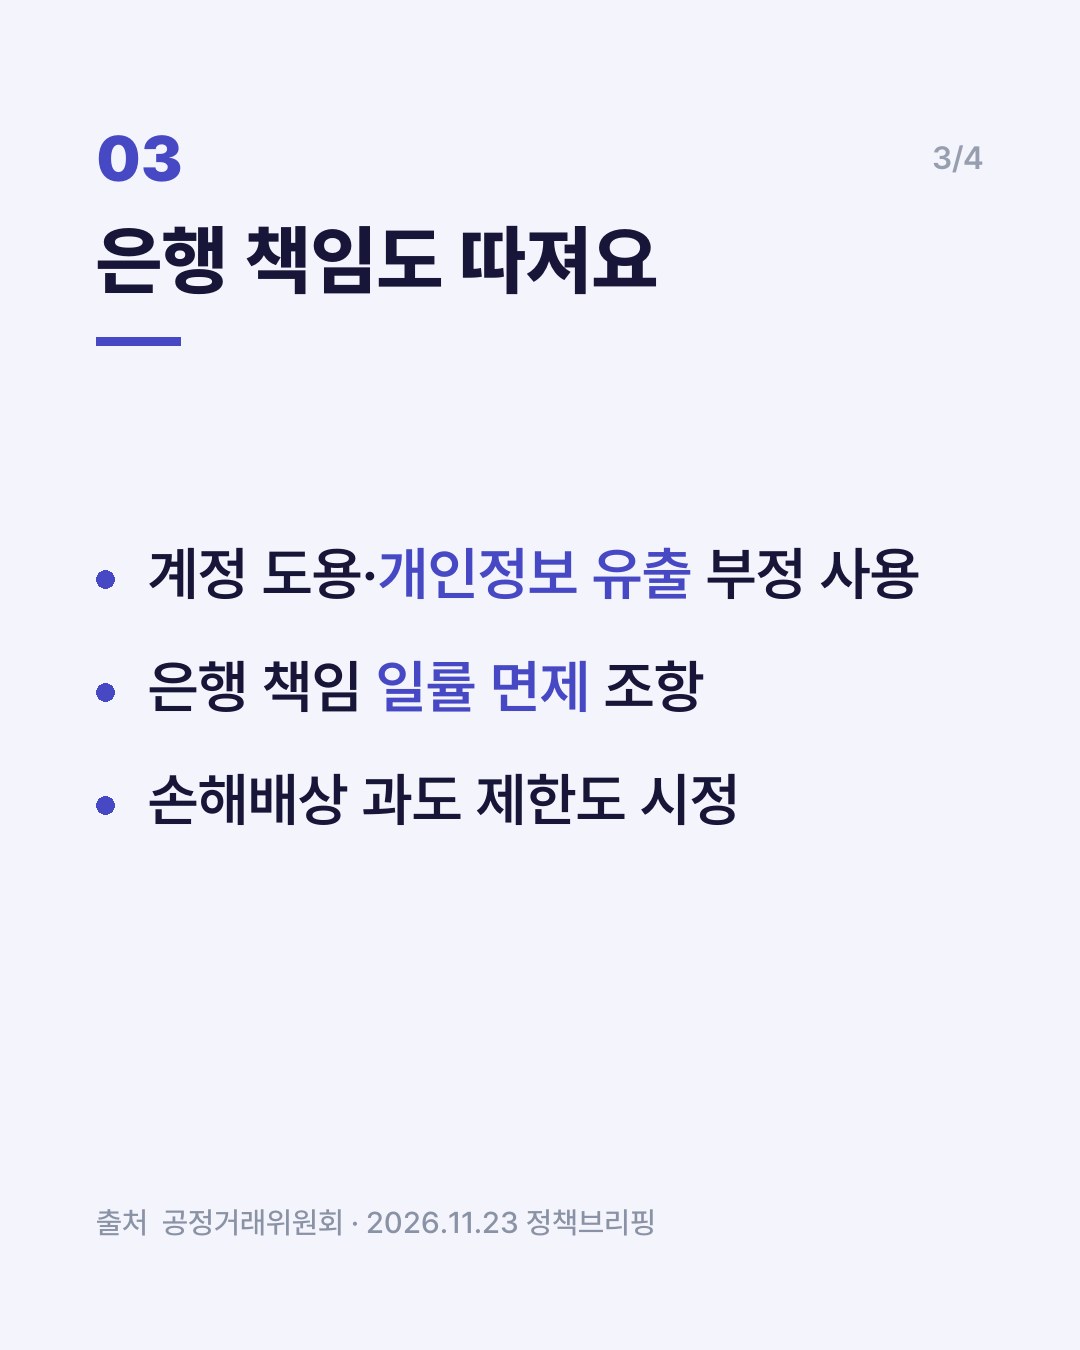 03
3/4
은행 책임도 따져요
계정 도용·개인정보 유출 부정 사용
은행 책임 일률 면제 조항
손해배상 과도 제한도 시정
출처 공정거래위원회 · 2026.11.23 정책브리핑